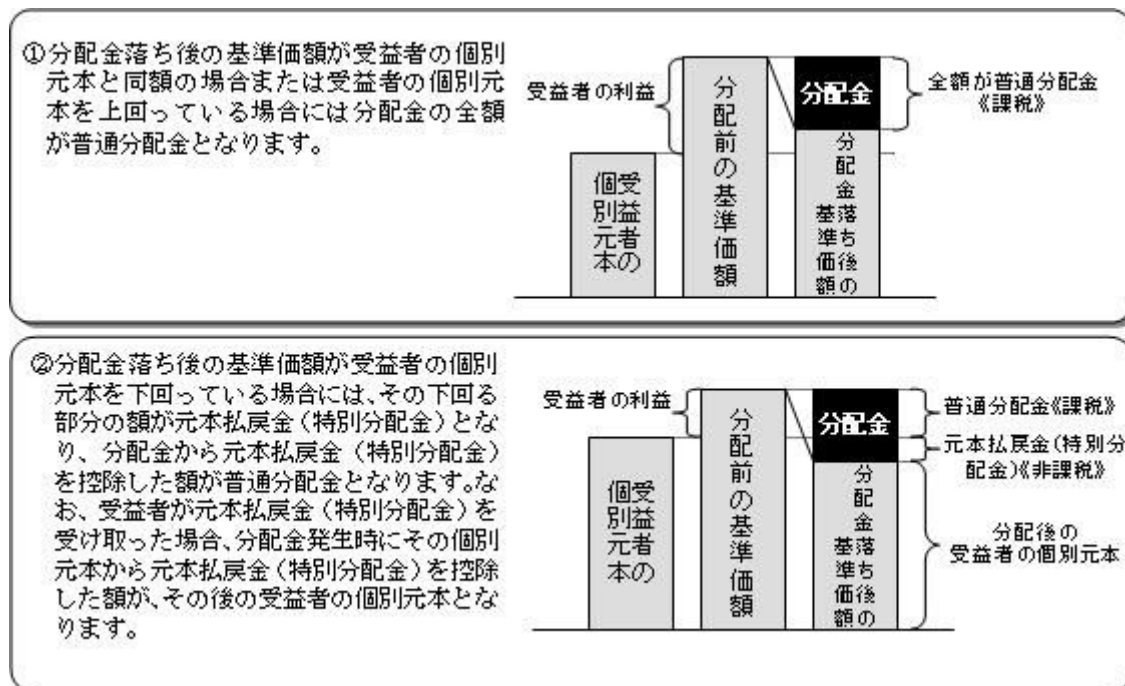 ①分配金落ち後の基準価額が受益者の個別
元本と同額の場合または受益者の個別元
本を上回っている場合には分配金の全額
が普通分配金となります。
受益者の利益
受益者の
個別元本
分配前の基準価額
分配金
分配金落ち後の
基準価額
全額が普通分配金
《課税》
②分配金落ち後の基準価額が受益者の個別
元本を下回っている場合には、その下回る
部分の額が元本払戻金(特別分配金)とな
り、分配金から元本払戻金(特別分配金)
を控除した額が普通分配金となります。な
お、受益者が元本払戻金(特別分配金)を
受け取った場合、分配金発生時にその個別
元本から元本払戻金(特別分配金)を控除
した額が、その後の受益者の個別元本とな
ります。
受益者の利益
受益者の
個別元本
分配前の基準価額
分配金
分配金落ち後の
基準価額
普通分配金《課税》
元本払戻金(特別分
配金)《非課税》
分配後の
受益者の個別元本